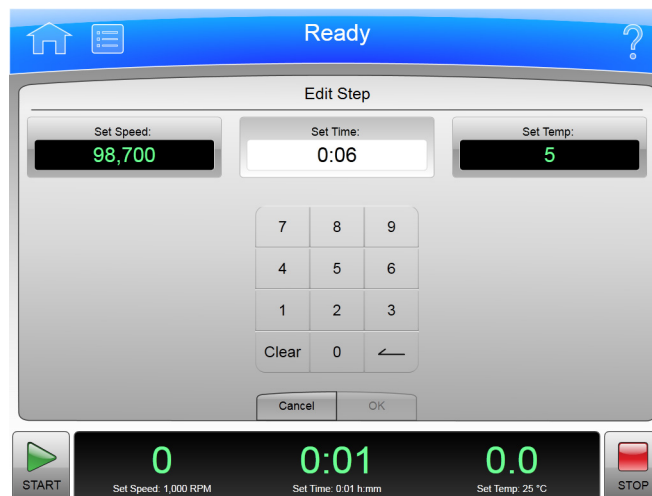 Ready
?
Edit Step
Set Speed:
98,700
Set Time:
0:06
Set Temp:
5
7 8 9
4 5 6
1 2 3
Clear 0
Cancel OK
START
0
Set Speed: 1,000 RPM
0:01
Set Time: 0:01 h:mm
0.0
Set Temp: 25 °C
STOP